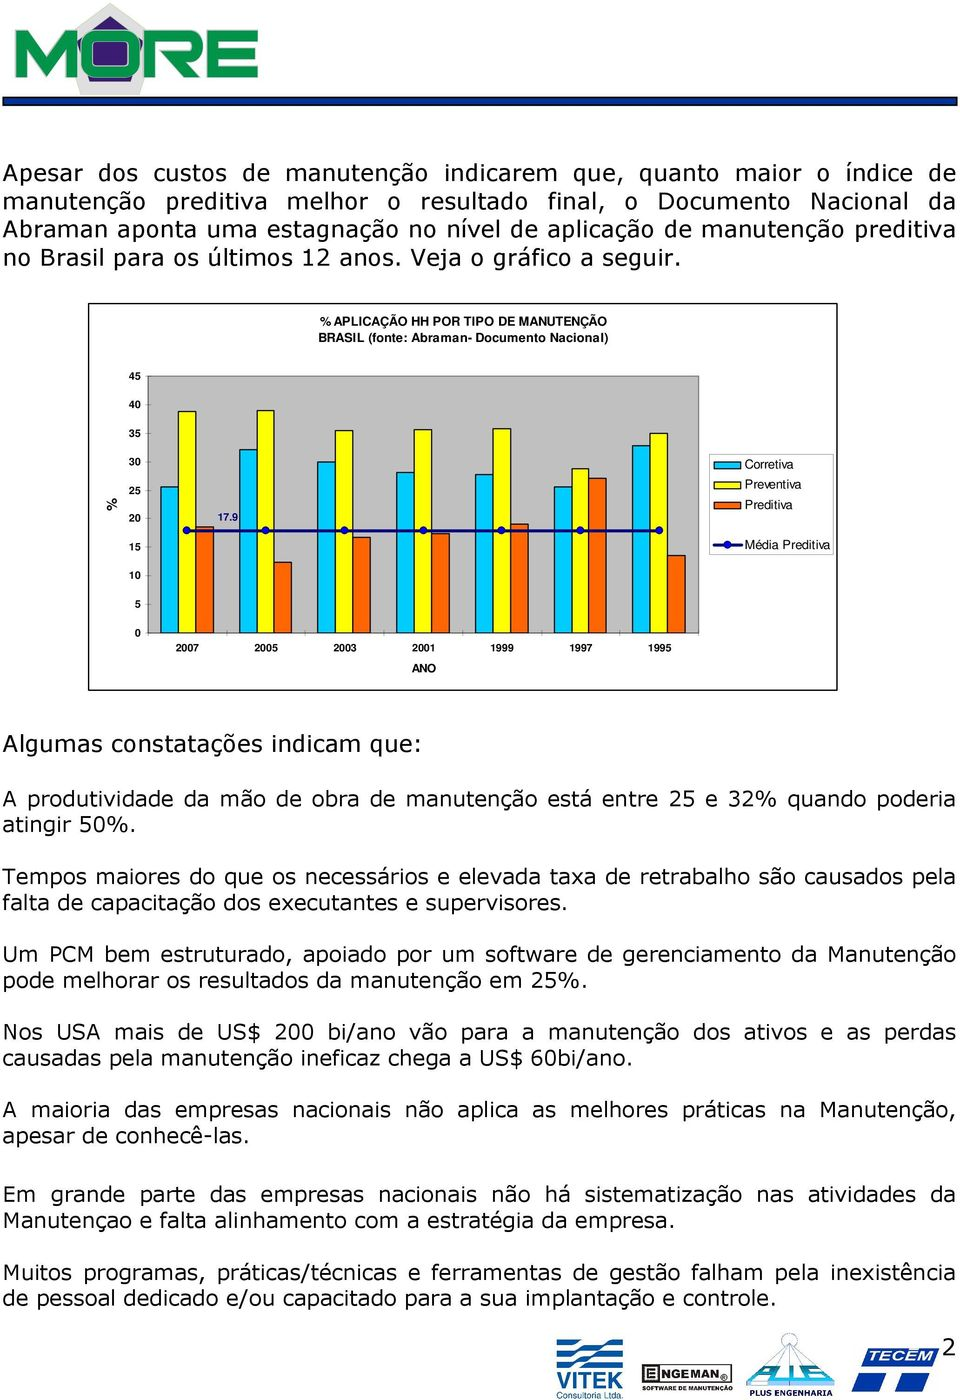 MORE
Apesar dos custos de manutenção indicarem que, quanto maior o índice de
manutenção preditiva melhor o resultado final, o Documento Nacional da
Abraman aponta uma estagnação no nível de aplicação de manutenção preditiva
no Brasil para os últimos 12 anos. Veja o gráfico a seguir.
% APLICAÇÃO HH POR TIPO DE MANUTENÇÃO
BRASIL (fonte: Abraman- Documento Nacional)
45
40
35
30
25
20
15
10
5
0
%
17.9
Corretiva
Preventiva
Preditiva
Média Preditiva
2007 2005 2003 2001 1999 1997 1995
ANO
Algumas constatações indicam que:
A produtividade da mão de obra de manutenção está entre 25 e 32% quando poderia
atingir 50%.
Tempos maiores do que os necessários e elevada taxa de retrabalho são causados pela
falta de capacitação dos executantes e supervisores.
Um PCM bem estruturado, apoiado por um software de gerenciamento da Manutenção
pode melhorar os resultados da manutenção em 25%.
Nos USA mais de US$ 200 bi/ano vão para a manutenção dos ativos e as perdas
causadas pela manutenção ineficaz chega a US$ 60bi/ano.
A maioria das empresas nacionais não aplica as melhores práticas na Manutenção,
apesar de conhecê-las.
Em grande parte das empresas nacionais não há sistematização nas atividades da
Manutençao e falta alinhamento com a estratégia da empresa.
Muitos programas, práticas/técnicas e ferramentas de gestão falham pela inexistência
de pessoal dedicado e/ou capacitado para a sua implantação e controle.
2
VITEK
Consultoria Ltda.
ENGEMAN ®
SOFTWARE DE MANUTENÇÃO
PLUS ENGENHARIA
TECÉM